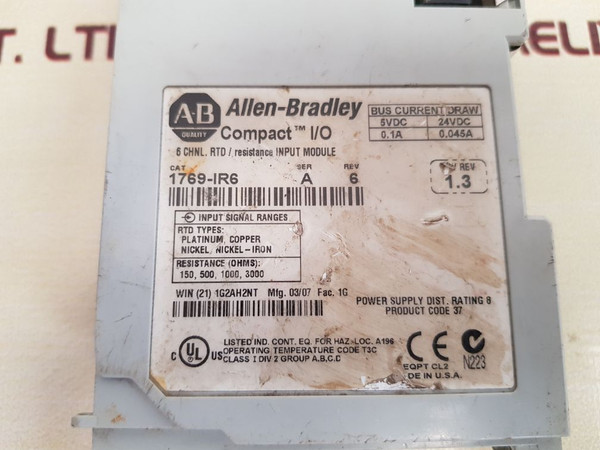 T. LTD
RELI
A-B
QUALITY
Allen-Bradley
Compact™ I/O
BUS CURRENT DRAW
5VDC 24VDC
0.1A 0.045A
6 CHNL. RTD / resistance INPUT MODULE
CAT SER REV
1769-IR6 A 6
REV
1.3
INPUT SIGNAL RANGES
RTD TYPES:
PLATINUM, COPPER
NICKEL, NICKEL-IRON
RESISTANCE (OHMS):
150, 500, 1000, 3000
WIN (21) 1G2AH2NT Mfg. 03/07 Fac. 1G
POWER SUPPLY DIST. RATING 8
PRODUCT CODE 37
C UL US
LISTED IND. CONT. EQ. FOR HAZ. LOC. A196
OPERATING TEMPERATURE CODE T3C
CLASS I DIV 2 GROUP A,B,C,D
CE
EQPT CL2
DE IN U.S.A.
N223